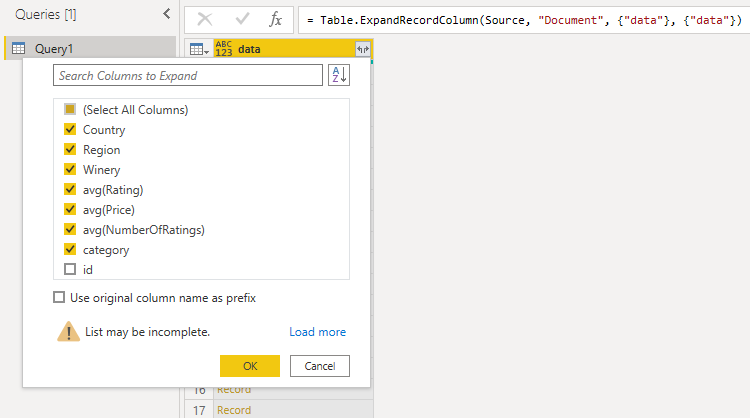 Queries [1]
= Table.ExpandRecordColumn(Source, "Document", {"data"}, {"data"})
Query1
ABC 123 data
Search Columns to Expand
A Z
(Select All Columns)
Country
Region
Winery
avg(Rating)
avg(Price)
avg(NumberOfRatings)
category
id
Use original column name as prefix
List may be incomplete. Load more
OK Cancel
16 Record
17 Record